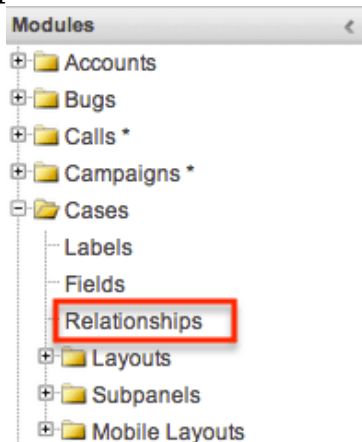 Modules
Accounts
Bugs
Calls *
Campaigns *
Cases
Labels
Fields
Relationships
Layouts
Subpanels
Mobile Layouts